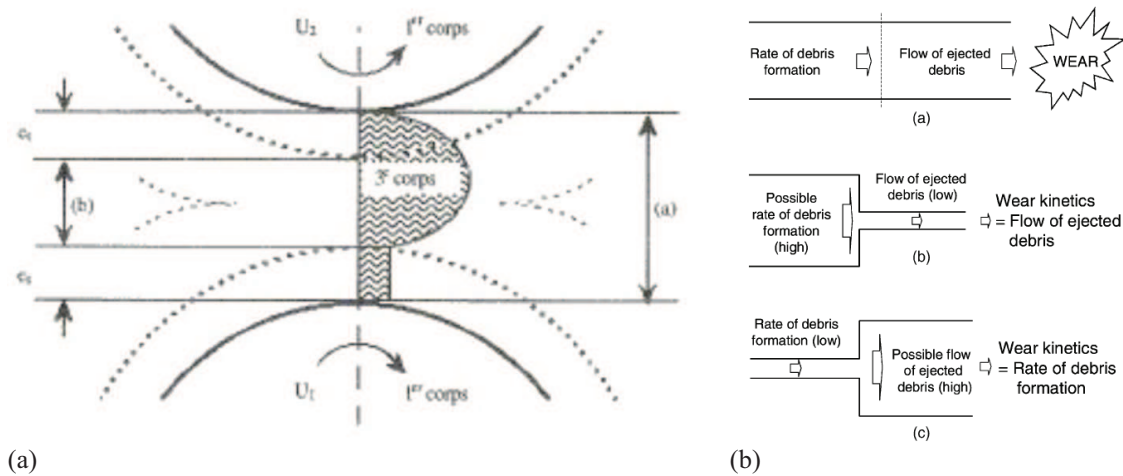 U₂
1er corps
e₁
(b)
3e corps
(a)
U₁
1er corps
(a)
Rate of debris
formation
Flow of ejected
debris
WEAR
(a)
Possible
rate of debris
formation
(high)
Flow of ejected
debris (low)
Wear kinetics
= Flow of ejected
debris
(b)
Rate of debris
formation (low)
Possible flow
of ejected
debris (high)
Wear kinetics
= Rate of debris
formation
(c)
(b)